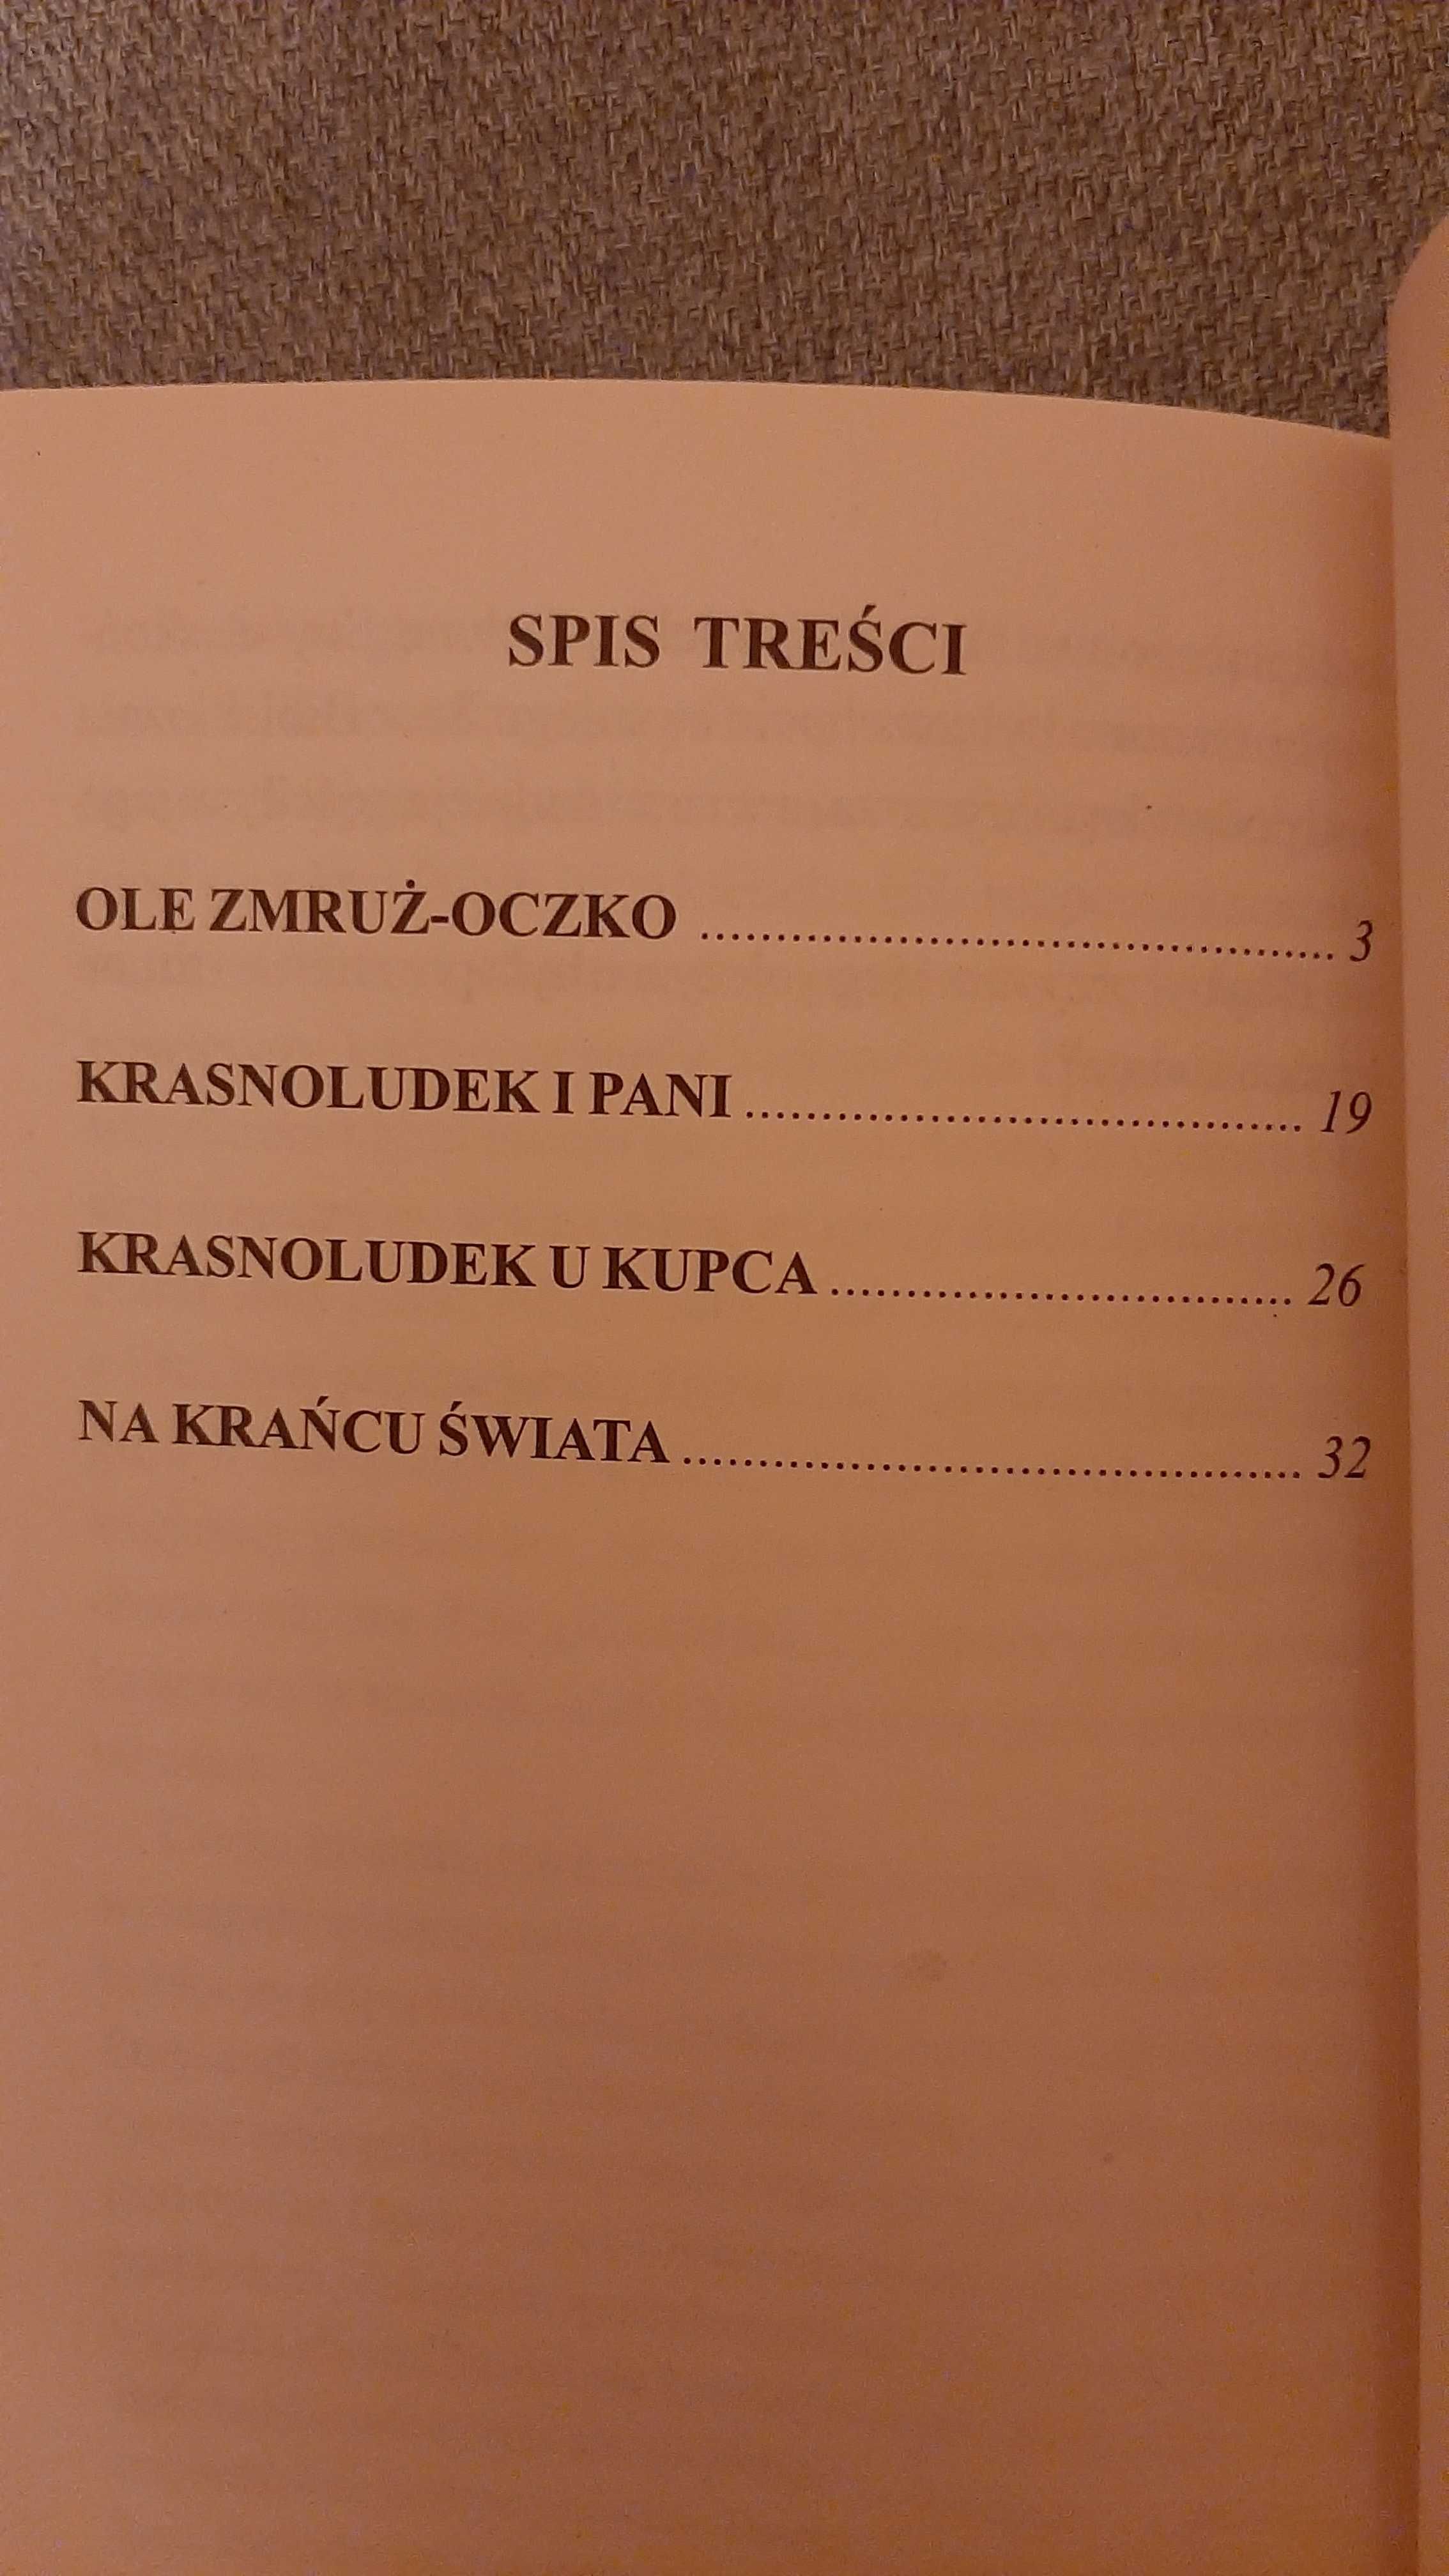 SPIS TREŚCI
OLE ZMRUŻ-OCZKO ........................................... 3
KRASNOLUDEK I PANI ...................................... 19
KRASNOLUDEK U KUPCA ................................ 26
NA KRAŃCU ŚWIATA .......................................... 32